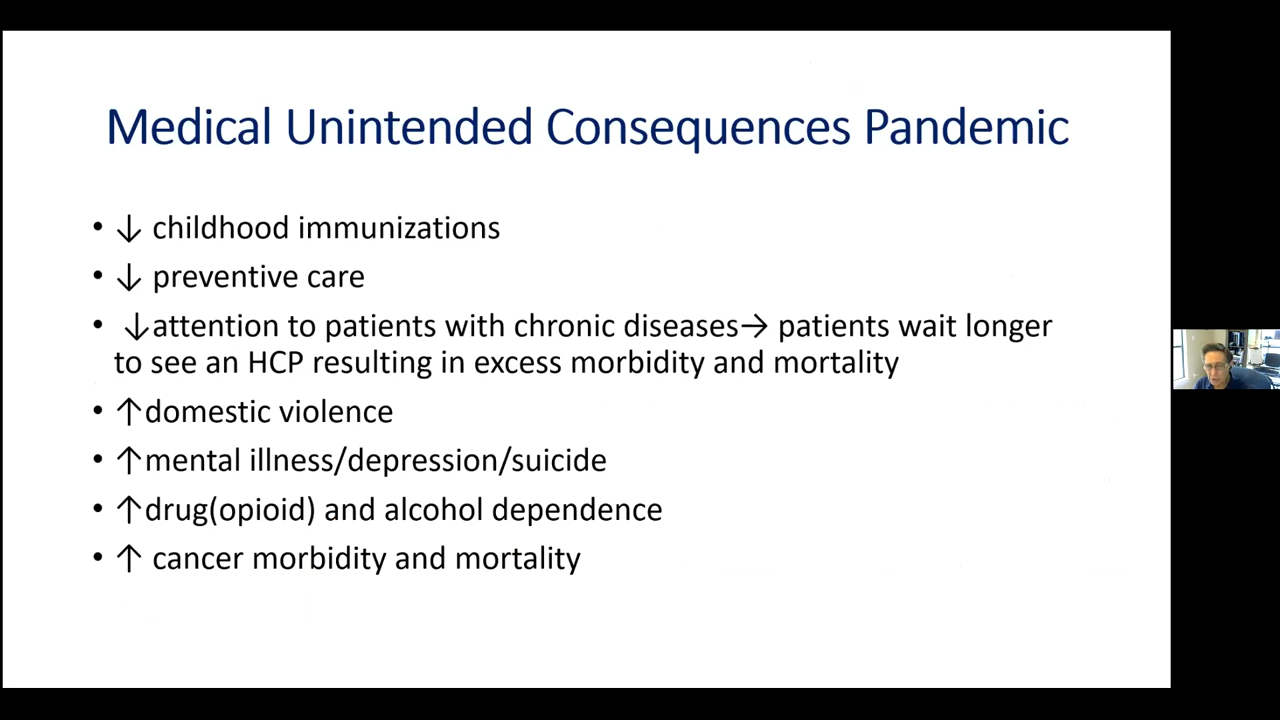 Medical Unintended Consequences Pandemic
• ↓ childhood immunizations
• ↓ preventive care
• ↓attention to patients with chronic diseases→ patients wait longer
to see an HCP resulting in excess morbidity and mortality
• ↑domestic violence
• ↑mental illness/depression/suicide
• ↑drug(opioid) and alcohol dependence
• ↑ cancer morbidity and mortality